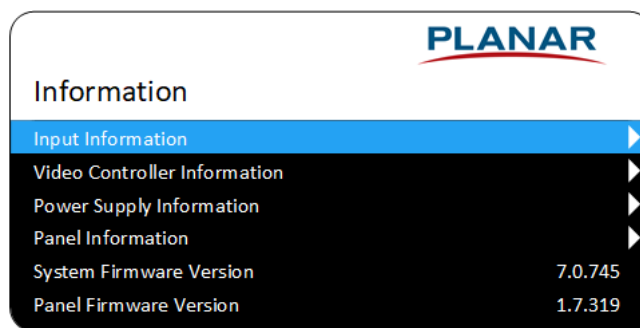 PLANAR
Information
Input Information
Video Controller Information
Power Supply Information
Panel Information
System Firmware Version 7.0.745
Panel Firmware Version 1.7.319